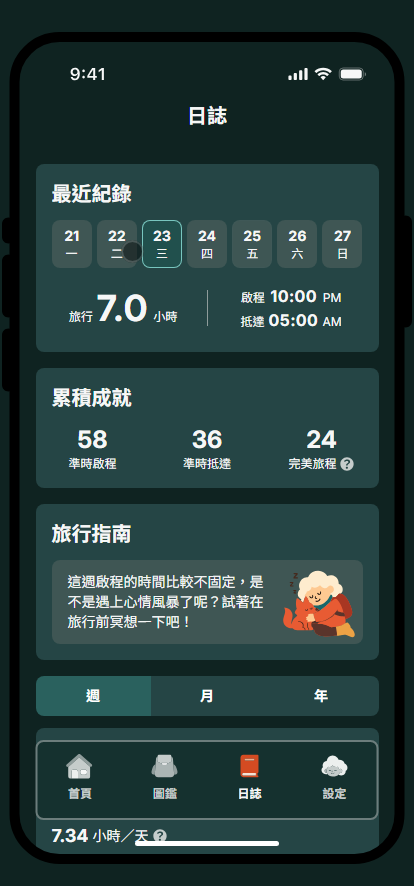 9:41
日誌
最近紀錄
21 22 23 24 25 26 27
一 二 三 四 五 六 日
旅行 7.0 小時
啟程 10:00 PM
抵達 05:00 AM
累積成就
58 36 24
準時啟程 準時抵達 完美旅程 ?
旅行指南
這週啟程的時間比較不固定，是
不是遇上心情風暴了呢？試著在
旅行前冥想一下吧！
z z z
週 月 年
首頁 圖鑑 日誌 設定
7.34 小時／天 ?